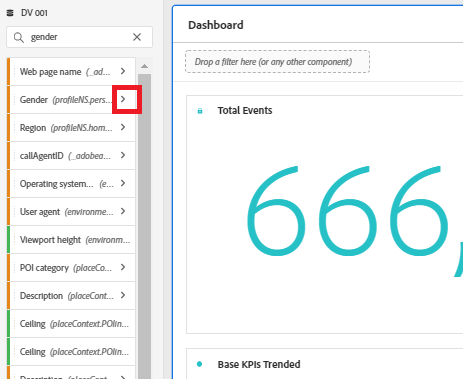 DV 001
gender
Web page name (_ad...
Gender (profileNS.pers...
Region (profileNS.hom...
callAgentID (_adobea...
Operating system... (e...
User agent (environme...
Viewport height (environm...
POI category (placeCo...
Description (placeCont...
Ceiling (placeContext.POIin...
Ceiling (placeContext.POIin...
Description (placeCont...
Dashboard
Drop a filter here (or any other component)
Total Events
666,
Base KPIs Trended